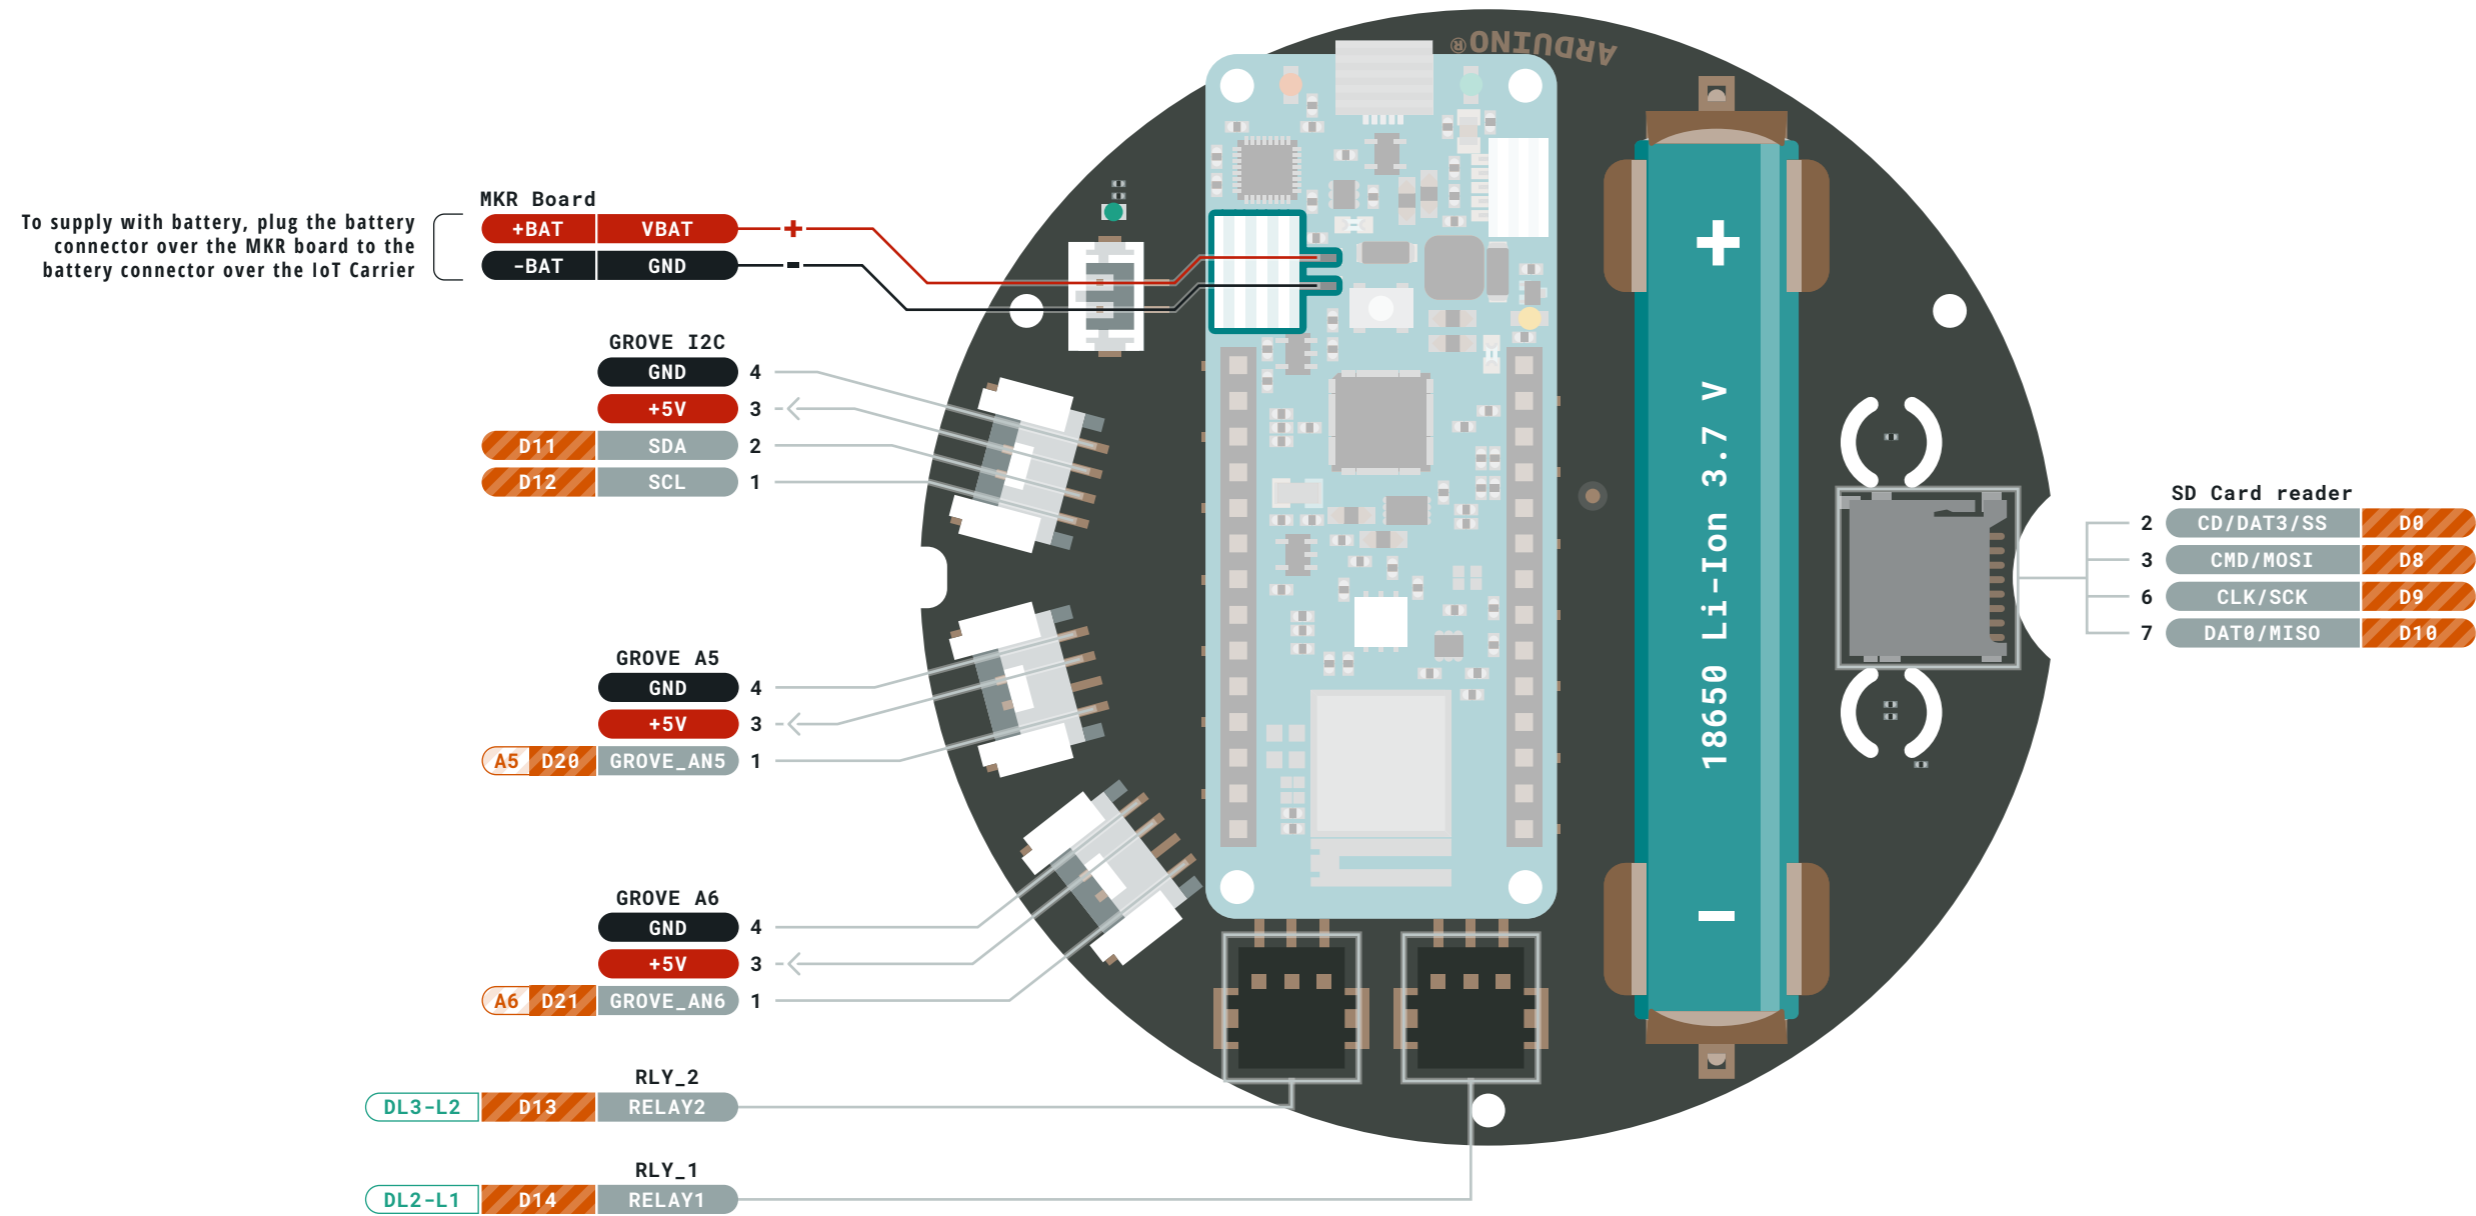 ARDUINO®
MKR Board
To supply with battery, plug the battery
connector over the MKR board to the
battery connector over the IoT Carrier
+BAT VBAT +
-BAT GND -
GROVE I2C
GND 4
+5V 3
D11 SDA 2
D12 SCL 1
GROVE A5
GND 4
+5V 3
A5 D20 GROVE_AN5 1
GROVE A6
GND 4
+5V 3
A6 D21 GROVE_AN6 1
RLY_2
DL3-L2 D13 RELAY2
RLY_1
DL2-L1 D14 RELAY1
+
18650 Li-Ion 3.7 V
-
SD Card reader
2 CD/DAT3/SS D0
3 CMD/MOSI D8
6 CLK/SCK D9
7 DAT0/MISO D10